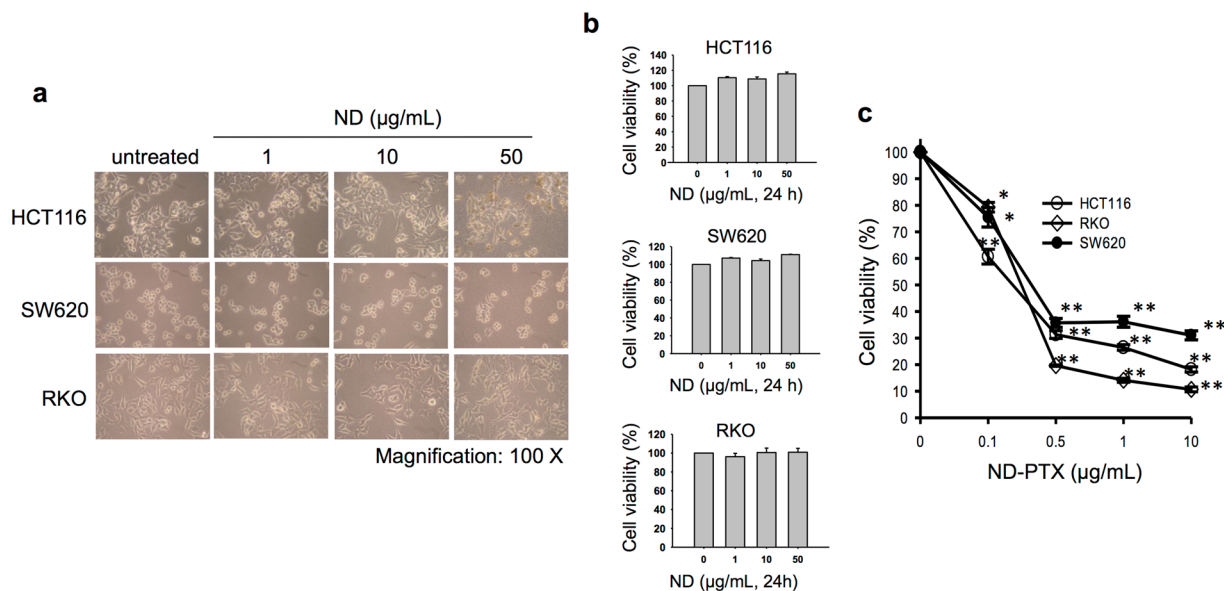 a
ND (µg/mL)
untreated 1 10 50
HCT116
SW620
RKO
Magnification: 100 X
b
HCT116
Cell viability (%)
140
120
100
80
60
40
20
0
0 1 10 50
ND (µg/mL, 24 h)
SW620
Cell viability (%)
120
100
80
60
40
20
0
0 1 10 50
ND (µg/mL, 24 h)
RKO
Cell viability (%)
120
100
80
60
40
20
0
0 1 10 50
ND (µg/mL, 24h)
c
Cell viability (%)
100
90
80
70
60
50
40
30
20
10
0
HCT116
RKO
SW620
*
*
**
**
**
**
**
**
**
**
**
**
0 0.1 0.5 1 10
ND-PTX (µg/mL)